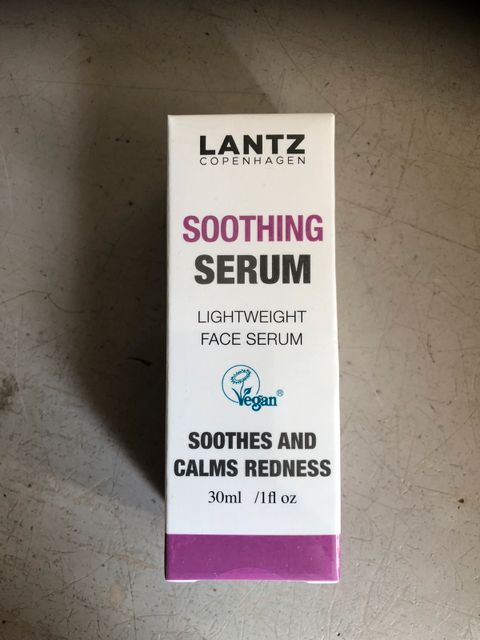 LANTZ
COPENHAGEN
SOOTHING
SERUM
LIGHTWEIGHT
FACE SERUM
Vegan®
SOOTHES AND
CALMS REDNESS
30ml /1fl oz